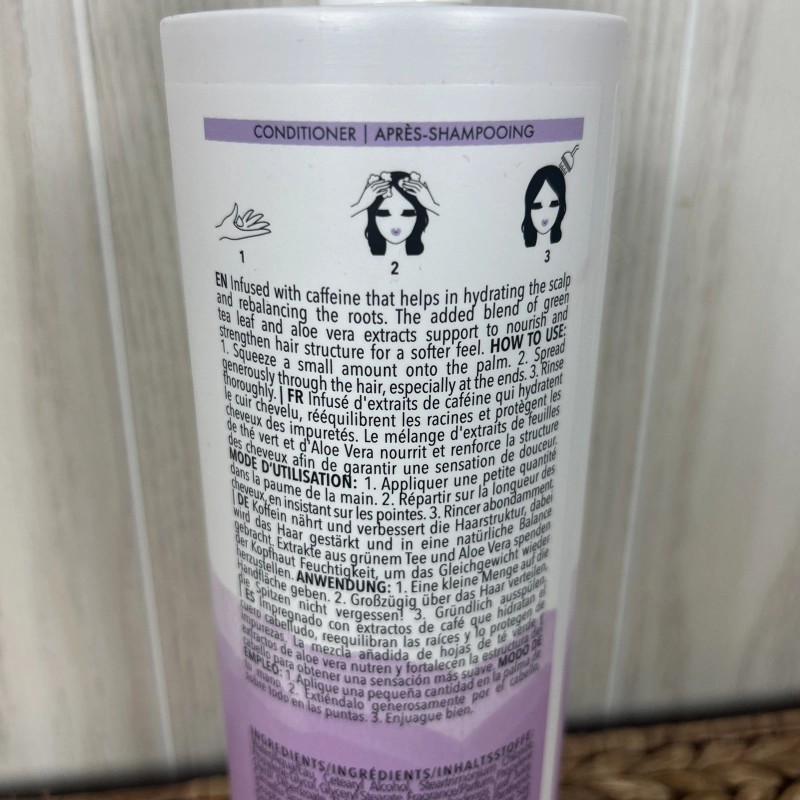 CONDITIONER | APRÈS-SHAMPOOING
1
2
3
EN Infused with caffeine that helps in hydrating the scalp
and rebalancing the roots. The added blend of green
tea leaf and aloe vera extracts support to nourish and
strengthen hair structure for a softer feel. HOW TO USE:
1. Squeeze a small amount onto the palm. 2. Spread
generously through the hair, especially at the ends. 3. Rinse
thoroughly. | FR Infusé d'extraits de caféine qui hydratent
le cuir chevelu, rééquilibrent les racines et protègent les
cheveux des impuretés. Le mélange d'extraits de feuilles
de thé vert et d'Aloe Vera nourrit et renforce la structure
des cheveux afin de garantir une sensation de douceur.
MODE D'UTILISATION: 1. Appliquer une petite quantité
dans la paume de la main. 2. Répartir sur la longueur des
cheveux, en insistant sur les pointes. 3. Rincer abondamment.
| DE Koffein nährt und verbessert die Haarstruktur, dabei
wird das Haar gestärkt und in eine natürliche Balance
gebracht. Extrakte aus grünem Tee und Aloe Vera spenden
der Kopfhaut Feuchtigkeit, um das Gleichgewicht wieder
herzustellen. ANWENDUNG: 1. Eine kleine Menge auf die
Handfläche geben. 2. Großzügig über das Haar verteilen,
die Spitzen nicht vergessen! 3. Gründlich ausspülen.
| ES Impregnado con extractos de café que hidratan el
cuero cabelludo, reequilibran las raíces y lo protegen de
impurezas. La mezcla añadida de hojas de té verde y
extractos de aloe vera nutren y fortalecen la estructura del
cabello para obtener una sensación más suave. MODO DE
EMPLEO: 1. Aplique una pequeña cantidad en la palma de
la mano. 2. Extiéndalo generosamente por el cabello,
sobre todo en las puntas. 3. Enjuague bien.
INGREDIENTS/INGRÉDIENTS/INHALTSSTOFFE:
Cetearyl Alcohol,
Glycol, Glyceryl Stearate, Fragrance/Parfum,